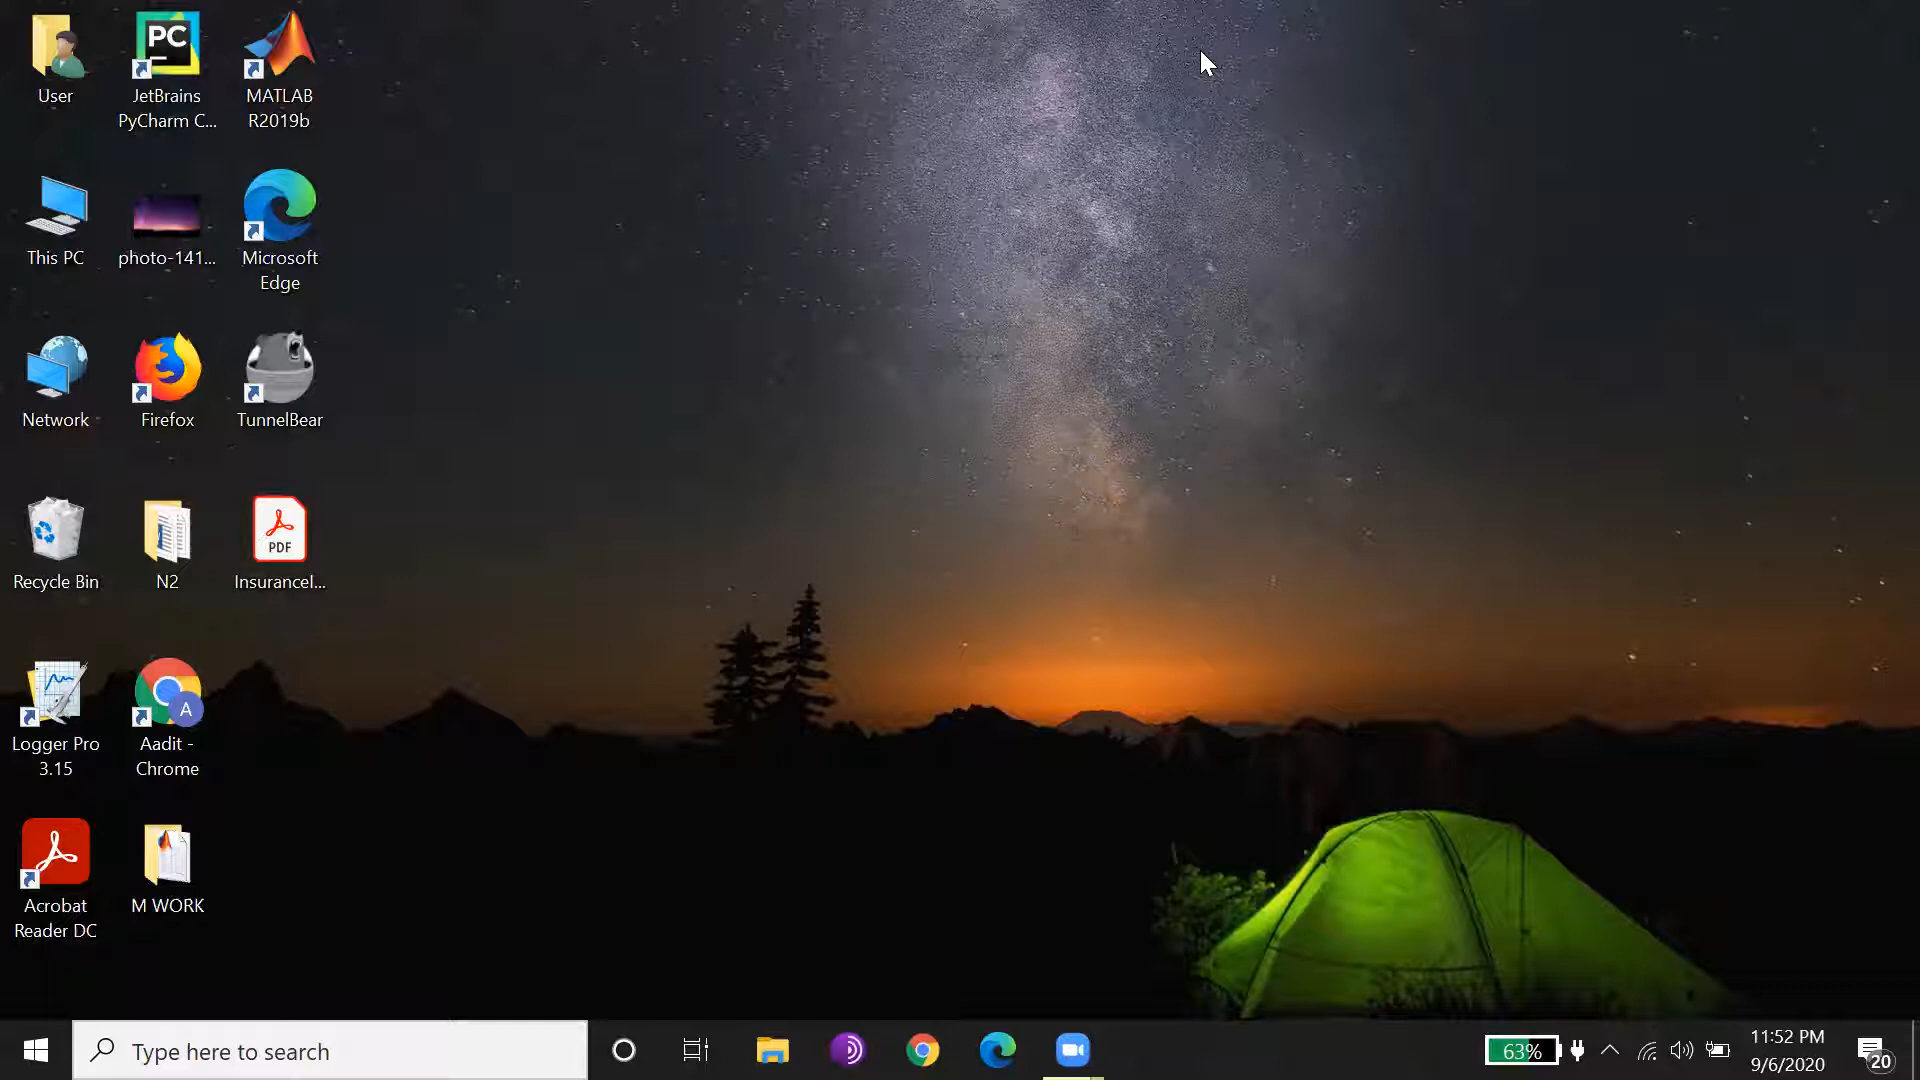 User
PC
JetBrains
PyCharm C...
MATLAB
R2019b
This PC
photo-141...
Microsoft
Edge
Network
Firefox
TunnelBear
PDF
Recycle Bin
N2
InsuranceI...
A
Logger Pro
3.15
Aadit -
Chrome
Acrobat
Reader DC
M WORK
Type here to search
63%
11:52 PM
9/6/2020
20